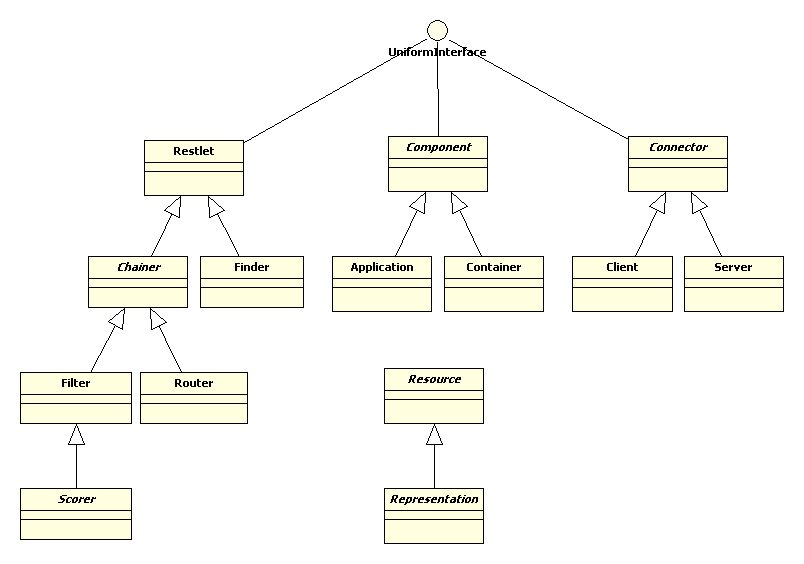 UniformInterface
Restlet
Component
Connector
Chainer
Finder
Application
Container
Client
Server
Filter
Router
Resource
Scorer
Representation